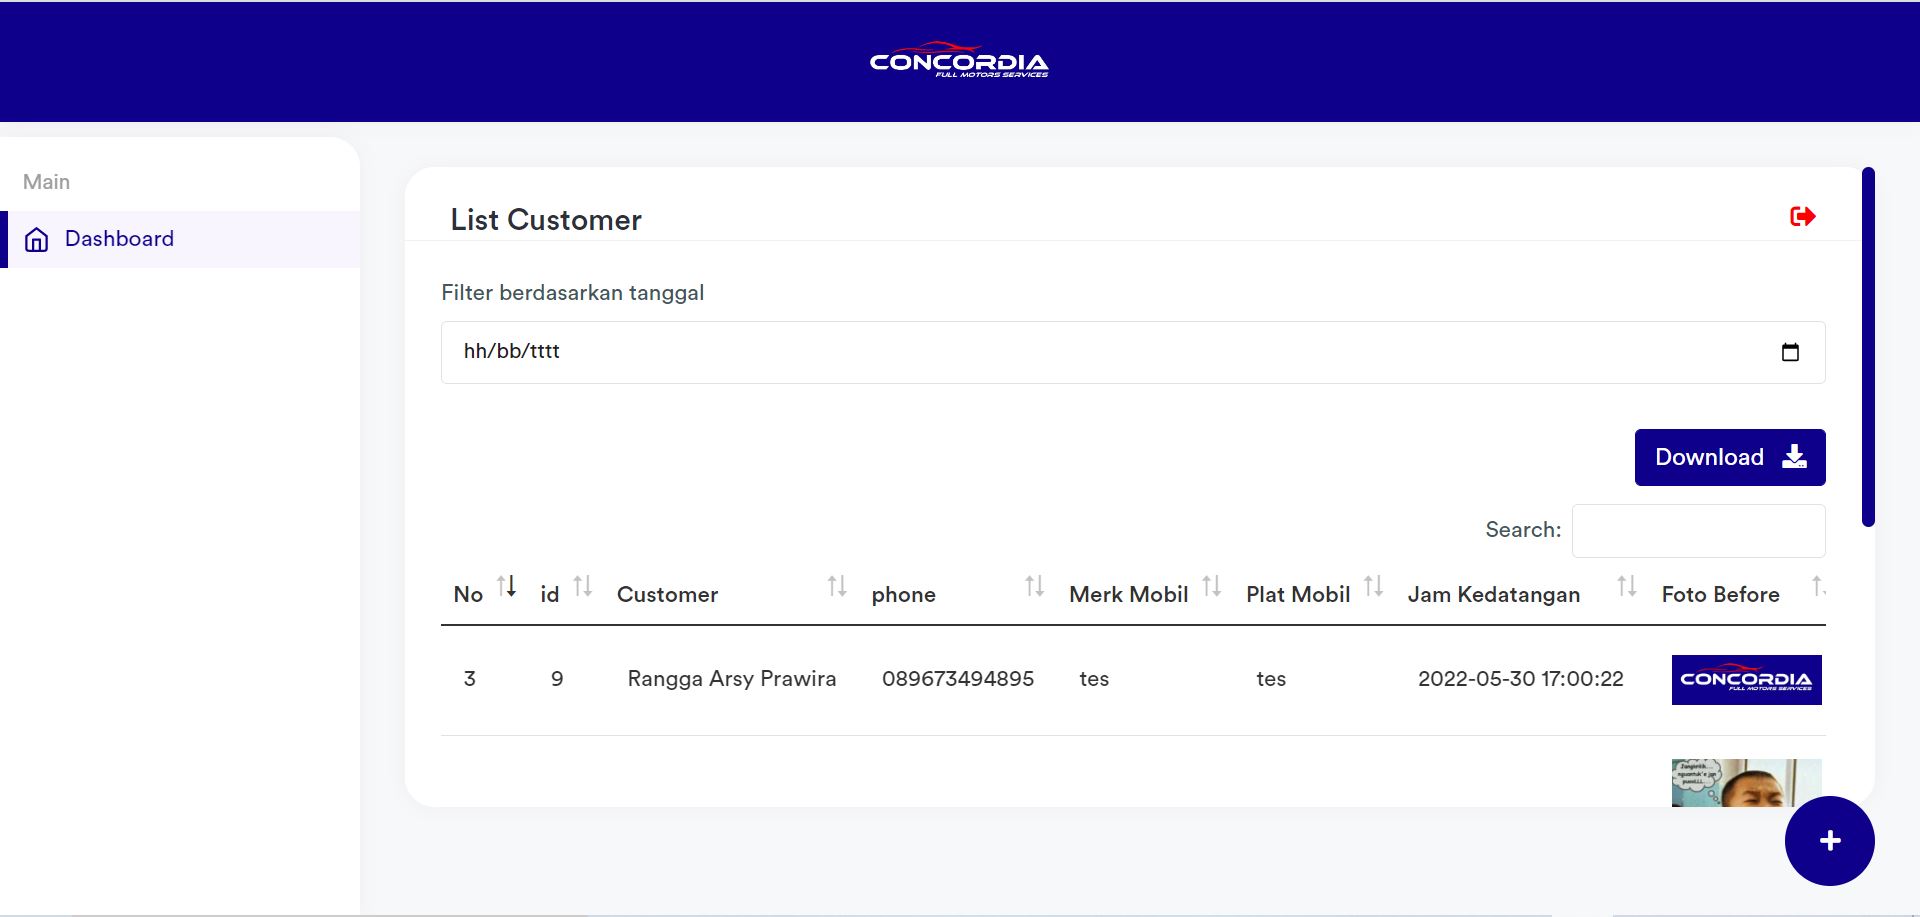 CONCORDIA
FULL MOTORS SERVICES
Main
Dashboard
List Customer
Filter berdasarkan tanggal
hh/bb/tttt
Download
Search:
No id Customer phone Merk Mobil Plat Mobil Jam Kedatangan Foto Before
3 9 Rangga Arsy Prawira 089673494895 tes tes 2022-05-30 17:00:22
CONCORDIA
FULL MOTORS SERVICES